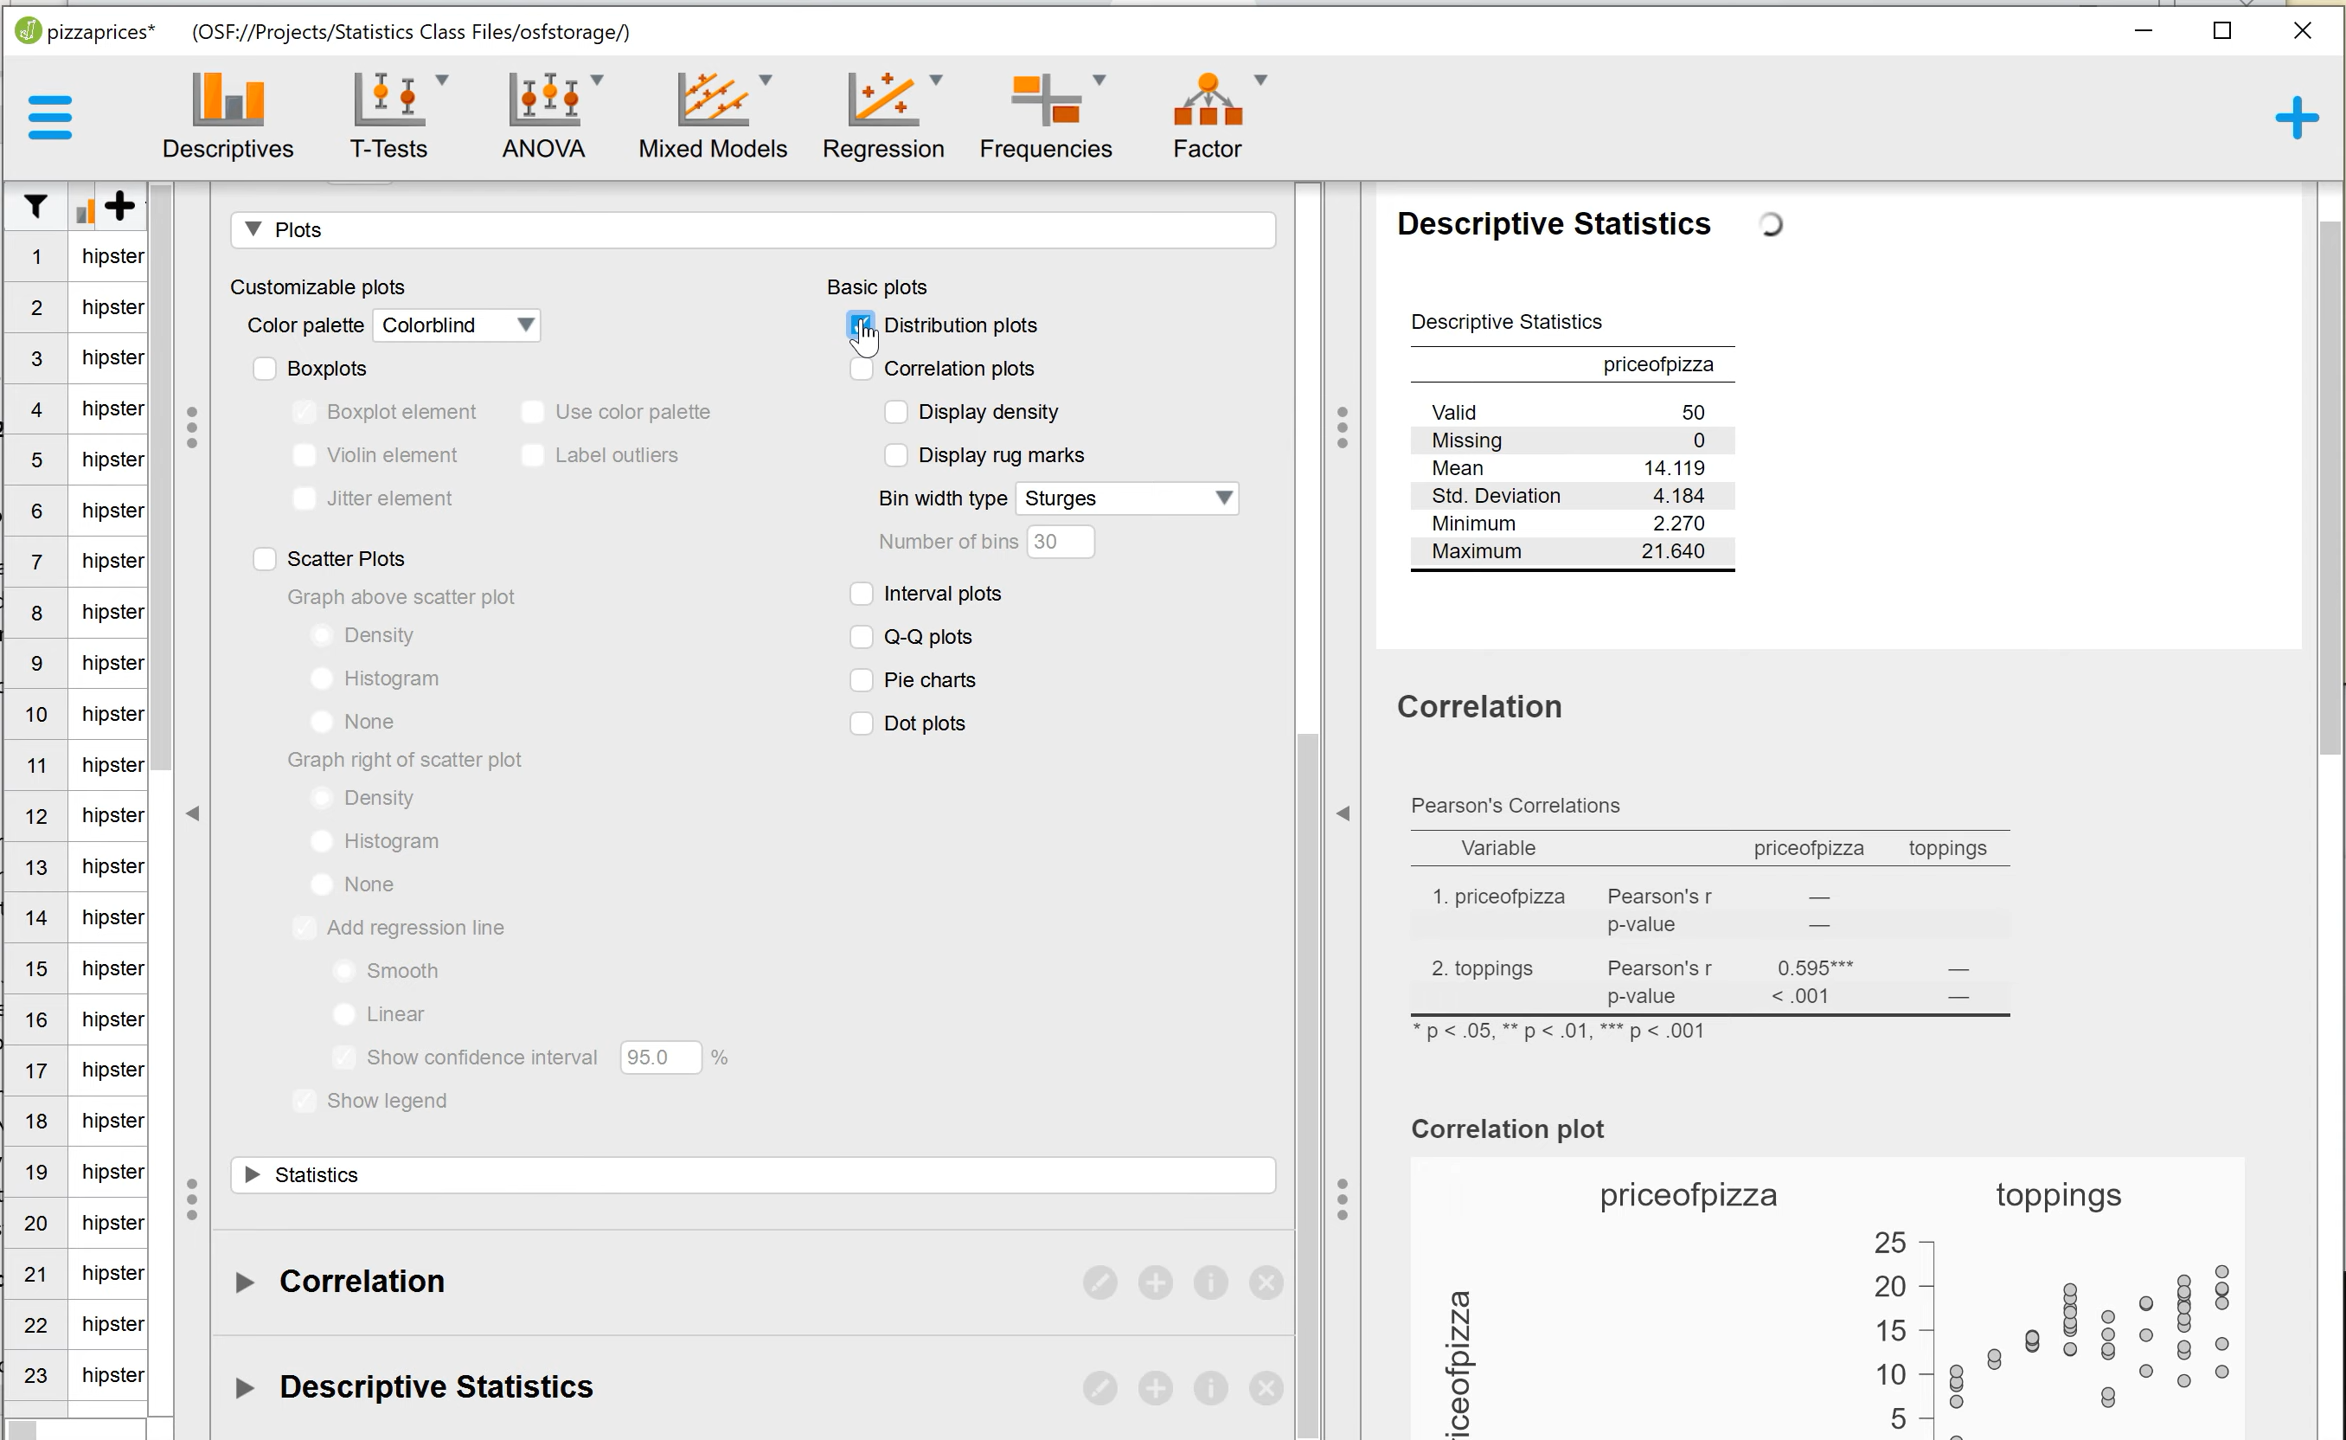 pizzaprices* (OSF://Projects/Statistics Class Files/osfstorage/)
Descriptives T-Tests ANOVA Mixed Models Regression Frequencies Factor
1 hipster
2 hipster
3 hipster
4 hipster
5 hipster
6 hipster
7 hipster
8 hipster
9 hipster
10 hipster
11 hipster
12 hipster
13 hipster
14 hipster
15 hipster
16 hipster
17 hipster
18 hipster
19 hipster
20 hipster
21 hipster
22 hipster
23 hipster
Plots
Customizable plots
Color palette Colorblind
Boxplots
Boxplot element Use color palette
Violin element Label outliers
Jitter element
Scatter Plots
Graph above scatter plot
Density
Histogram
None
Graph right of scatter plot
Density
Histogram
None
Add regression line
Smooth
Linear
Show confidence interval 95.0 %
Show legend
Basic plots
Distribution plots
Correlation plots
Display density
Display rug marks
Bin width type Sturges
Number of bins 30
Interval plots
Q-Q plots
Pie charts
Dot plots
Statistics
Correlation
Descriptive Statistics
Descriptive Statistics
Descriptive Statistics
priceofpizza
Valid 50
Missing 0
Mean 14.119
Std. Deviation 4.184
Minimum 2.270
Maximum 21.640
Correlation
Pearson's Correlations
Variable priceofpizza toppings
1. priceofpizza Pearson's r —
p-value —
2. toppings Pearson's r 0.595*** —
p-value < .001 —
* p < .05, ** p < .01, *** p < .001
Correlation plot
priceofpizza toppings
25
20
15
10
5